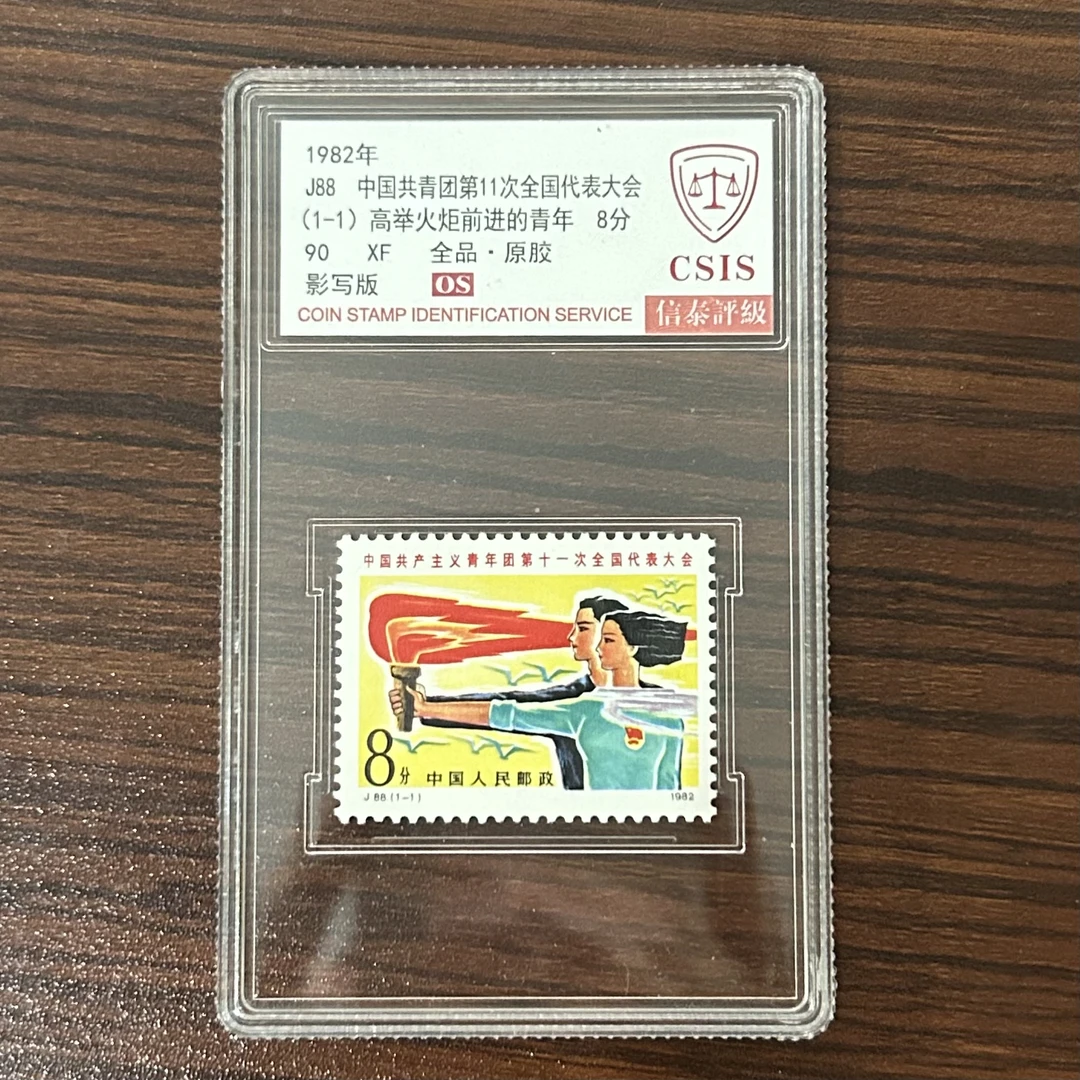 1982年
J88 中国共青团第11次全国代表大会
(1-1) 高举火炬前进的青年 8分
90 XF 全品·原胶
影写版 OS
CSIS
COIN STAMP IDENTIFICATION SERVICE 信泰評級
中国共产主义青年团第十一次全国代表大会
8分 中国人民邮政
J.88.(1-1) 1982